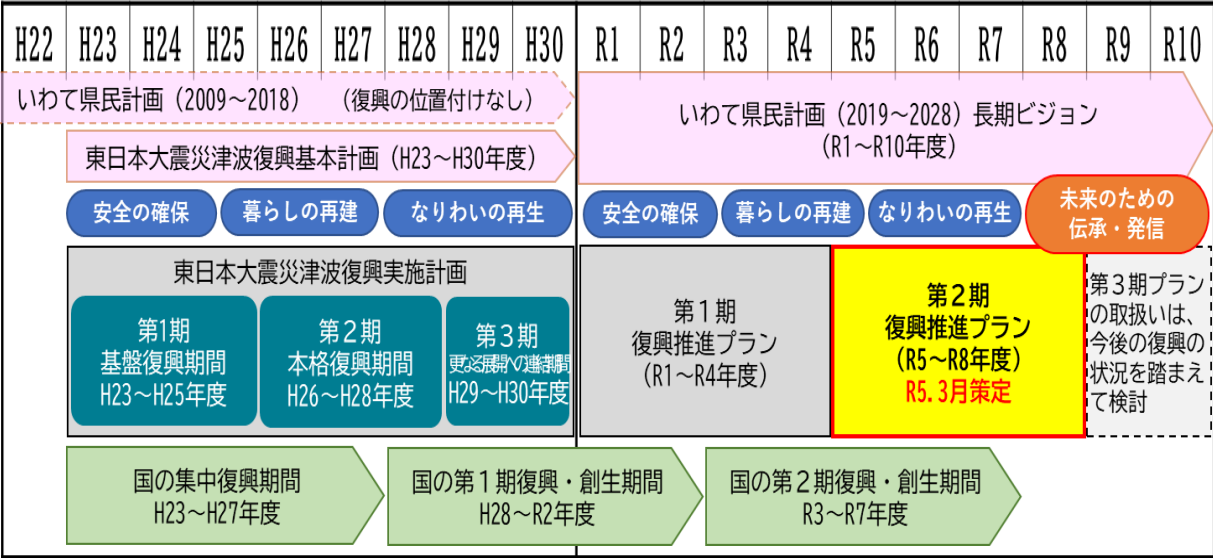 H22 H23 H24 H25 H26 H27 H28 H29 H30 R1 R2 R3 R4 R5 R6 R7 R8 R9 R10
いわて県民計画（2009～2018）　（復興の位置付けなし）
東日本大震災津波復興基本計画（H23～H30年度）
いわて県民計画（2019～2028）長期ビジョン
（R1～R10年度）
安全の確保
暮らしの再建
なりわいの再生
安全の確保
暮らしの再建
なりわいの再生
未来のための
伝承・発信
東日本大震災津波復興実施計画
第1期
基盤復興期間
H23～H25年度
第２期
本格復興期間
H26～H28年度
第３期
更なる展開への連結期間
H29～H30年度
第１期
復興推進プラン
（R1～R4年度）
第２期
復興推進プラン
（R5～R8年度）
R5.3月策定
第３期プラン
の取扱いは、
今後の復興の
状況を踏まえ
て検討
国の集中復興期間
H23～H27年度
国の第１期復興・創生期間
H28～R2年度
国の第２期復興・創生期間
R3～R7年度